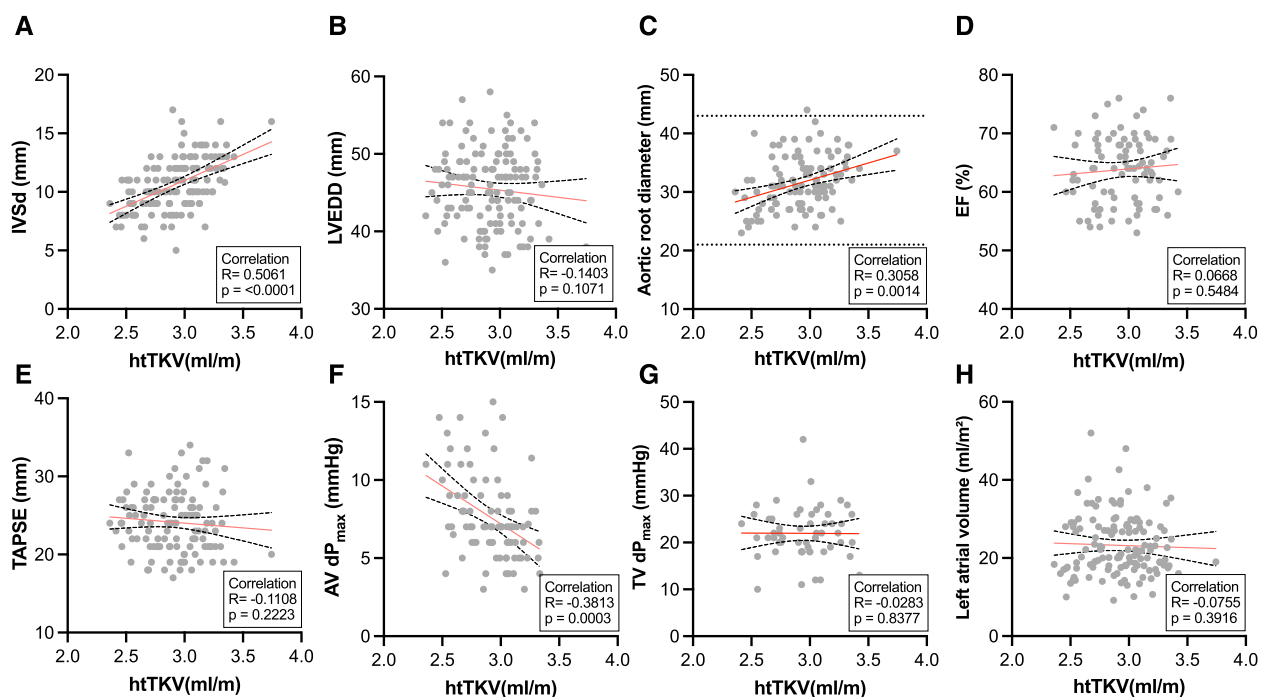 A
IVSd (mm)
20
15
10
5
0
2.0 2.5 3.0 3.5 4.0
htTKV(ml/m)
Correlation
R= 0.5061
p = <0.0001
B
LVEDD (mm)
60
50
40
30
2.0 2.5 3.0 3.5 4.0
htTKV(ml/m)
Correlation
R= -0.1403
p = 0.1071
C
Aortic root diameter (mm)
50
40
30
20
10
2.0 2.5 3.0 3.5 4.0
htTKV(ml/m)
Correlation
R= 0.3058
p = 0.0014
D
EF (%)
80
70
60
50
40
2.0 2.5 3.0 3.5 4.0
htTKV(ml/m)
Correlation
R= 0.0668
p = 0.5484
E
TAPSE (mm)
40
30
20
10
2.0 2.5 3.0 3.5 4.0
htTKV(ml/m)
Correlation
R= -0.1108
p = 0.2223
F
AV dPmax (mmHg)
15
10
5
0
2.0 2.5 3.0 3.5 4.0
htTKV(ml/m)
Correlation
R= -0.3813
p = 0.0003
G
TV dPmax (mmHg)
50
40
30
20
10
0
2.0 2.5 3.0 3.5 4.0
htTKV(ml/m)
Correlation
R= -0.0283
p = 0.8377
H
Left atrial volume (ml/m²)
60
40
20
0
2.0 2.5 3.0 3.5 4.0
htTKV(ml/m)
Correlation
R= -0.0755
p = 0.3916